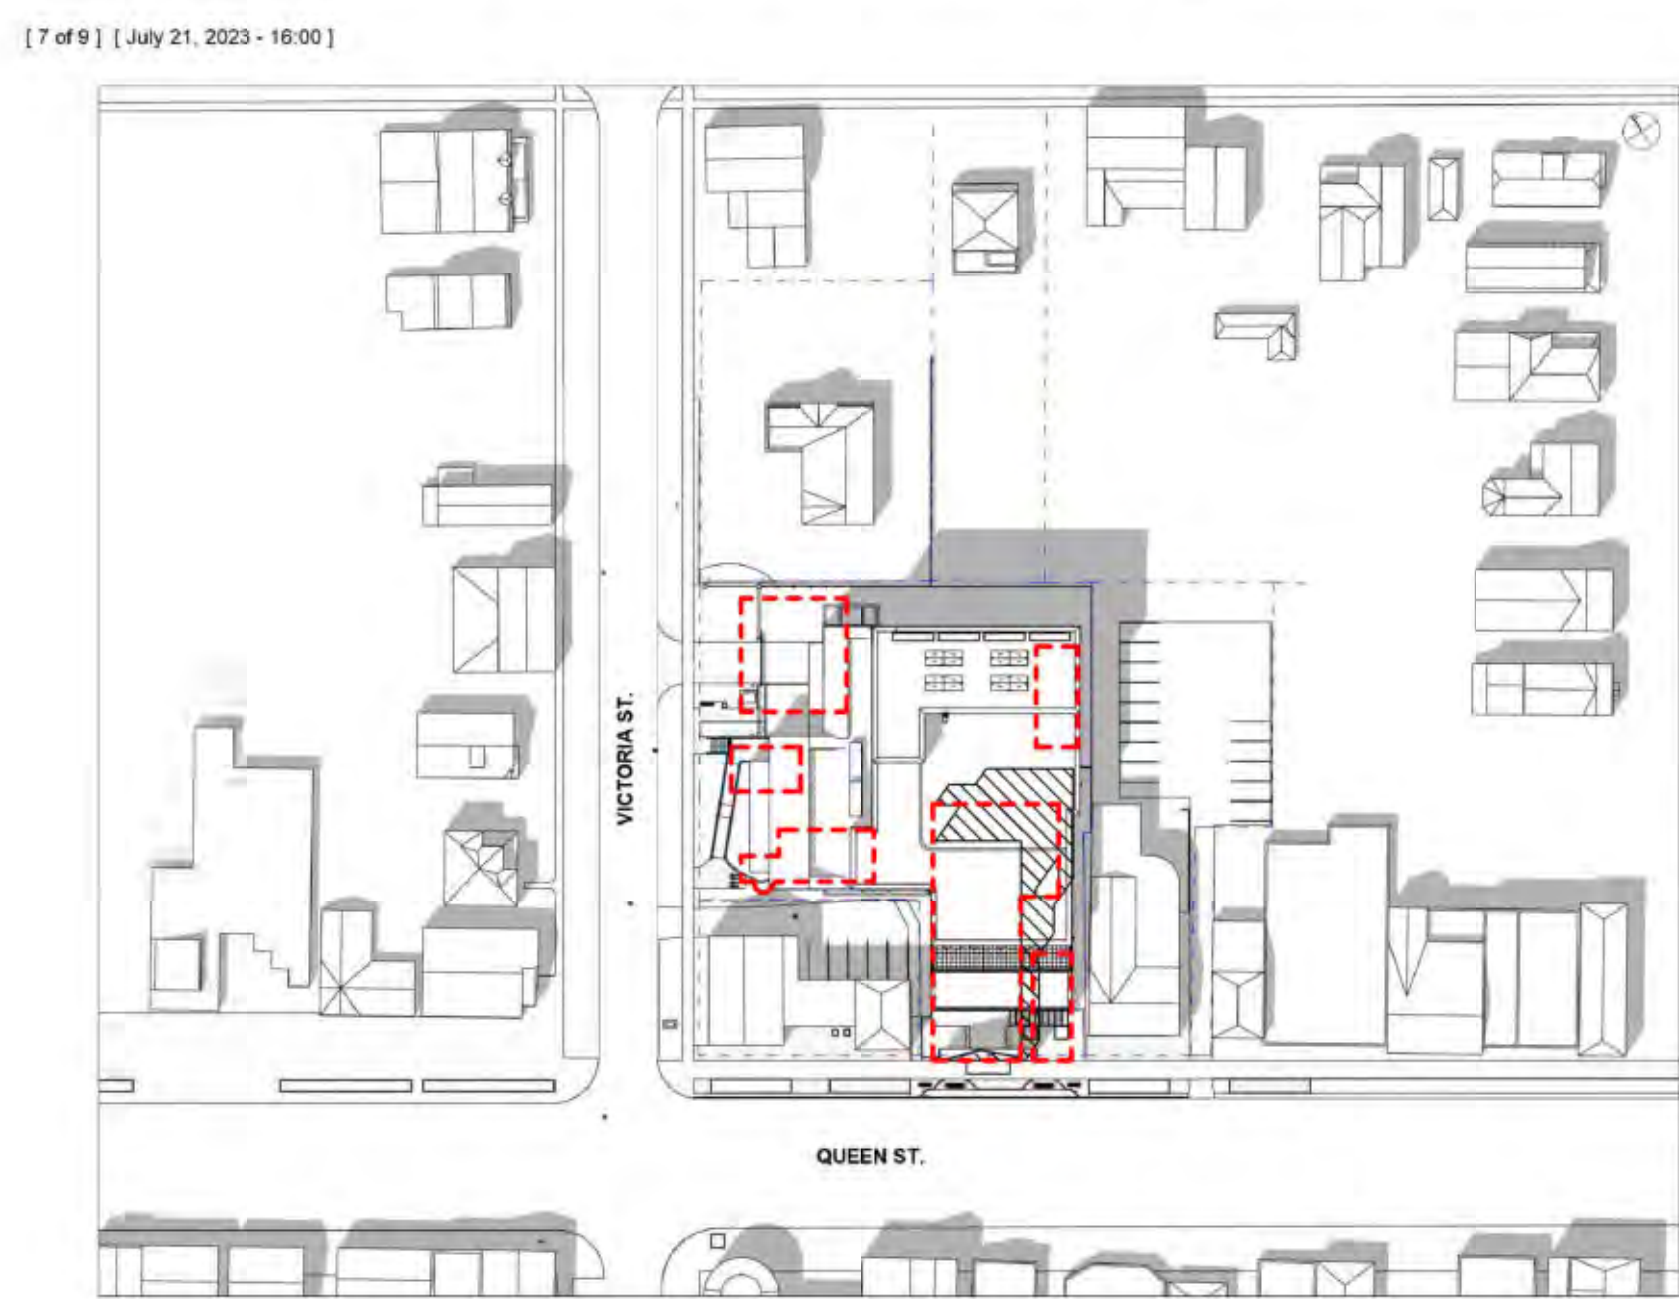 [ 7 of 9 ] [ July 21, 2023 - 16:00 ]
VICTORIA ST.
QUEEN ST.